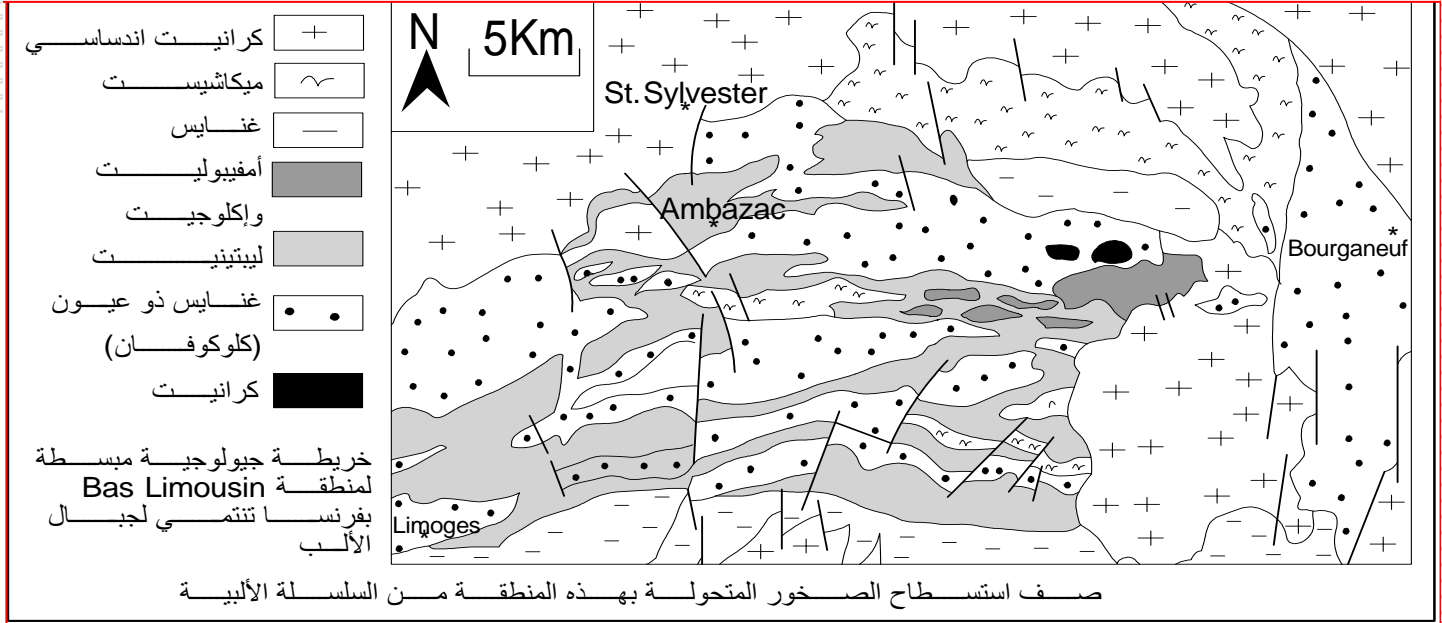 كرانيت اندساسي
ميكاشيست
غنايس
أمفيبوليت
وإكلوجيت
ليبتينيت
غنايس ذو عيون
(كلوكوفان)
كرانيت
خريطة جيولوجية مبسطة
لمنطقة Bas Limousin
بفرنسا تنتمي لجبال
الألب
N
5Km
St.Sylvester
Ambazac
Bourganeuf
Limoges
صف استسطاح الصخور المتحولة بهذه المنطقة من السلسلة الألبية